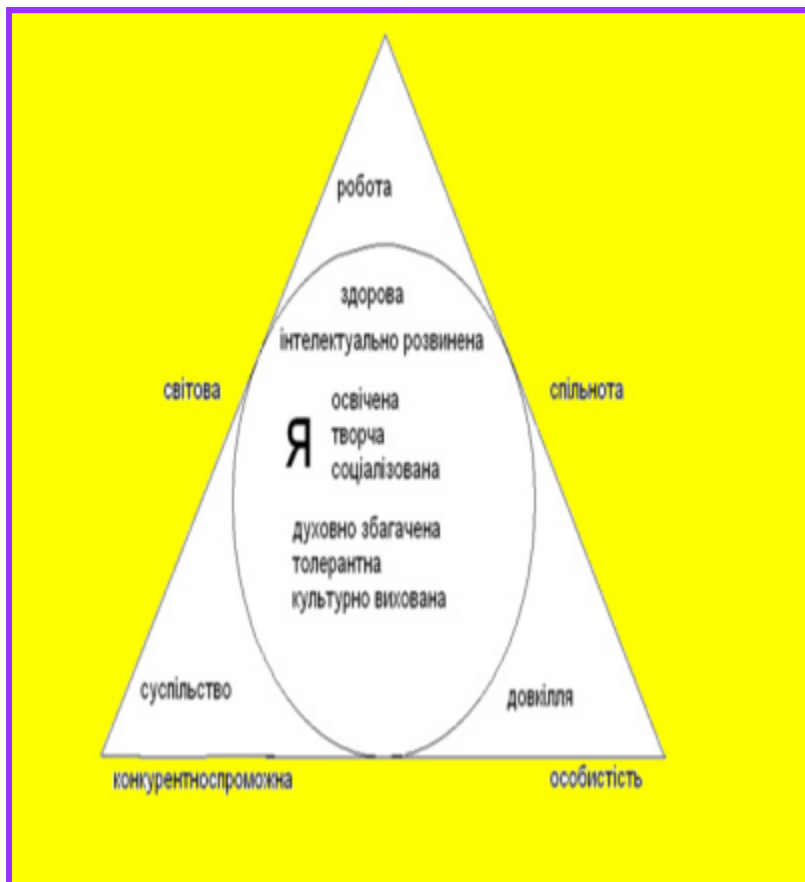 робота
здорова
інтелектуально розвинена
світова
спільнота
освічена
Я
творча
соціалізована
духовно збагачена
толерантна
культурно вихована
суспільство
довкілля
конкурентноспроможна
особистість